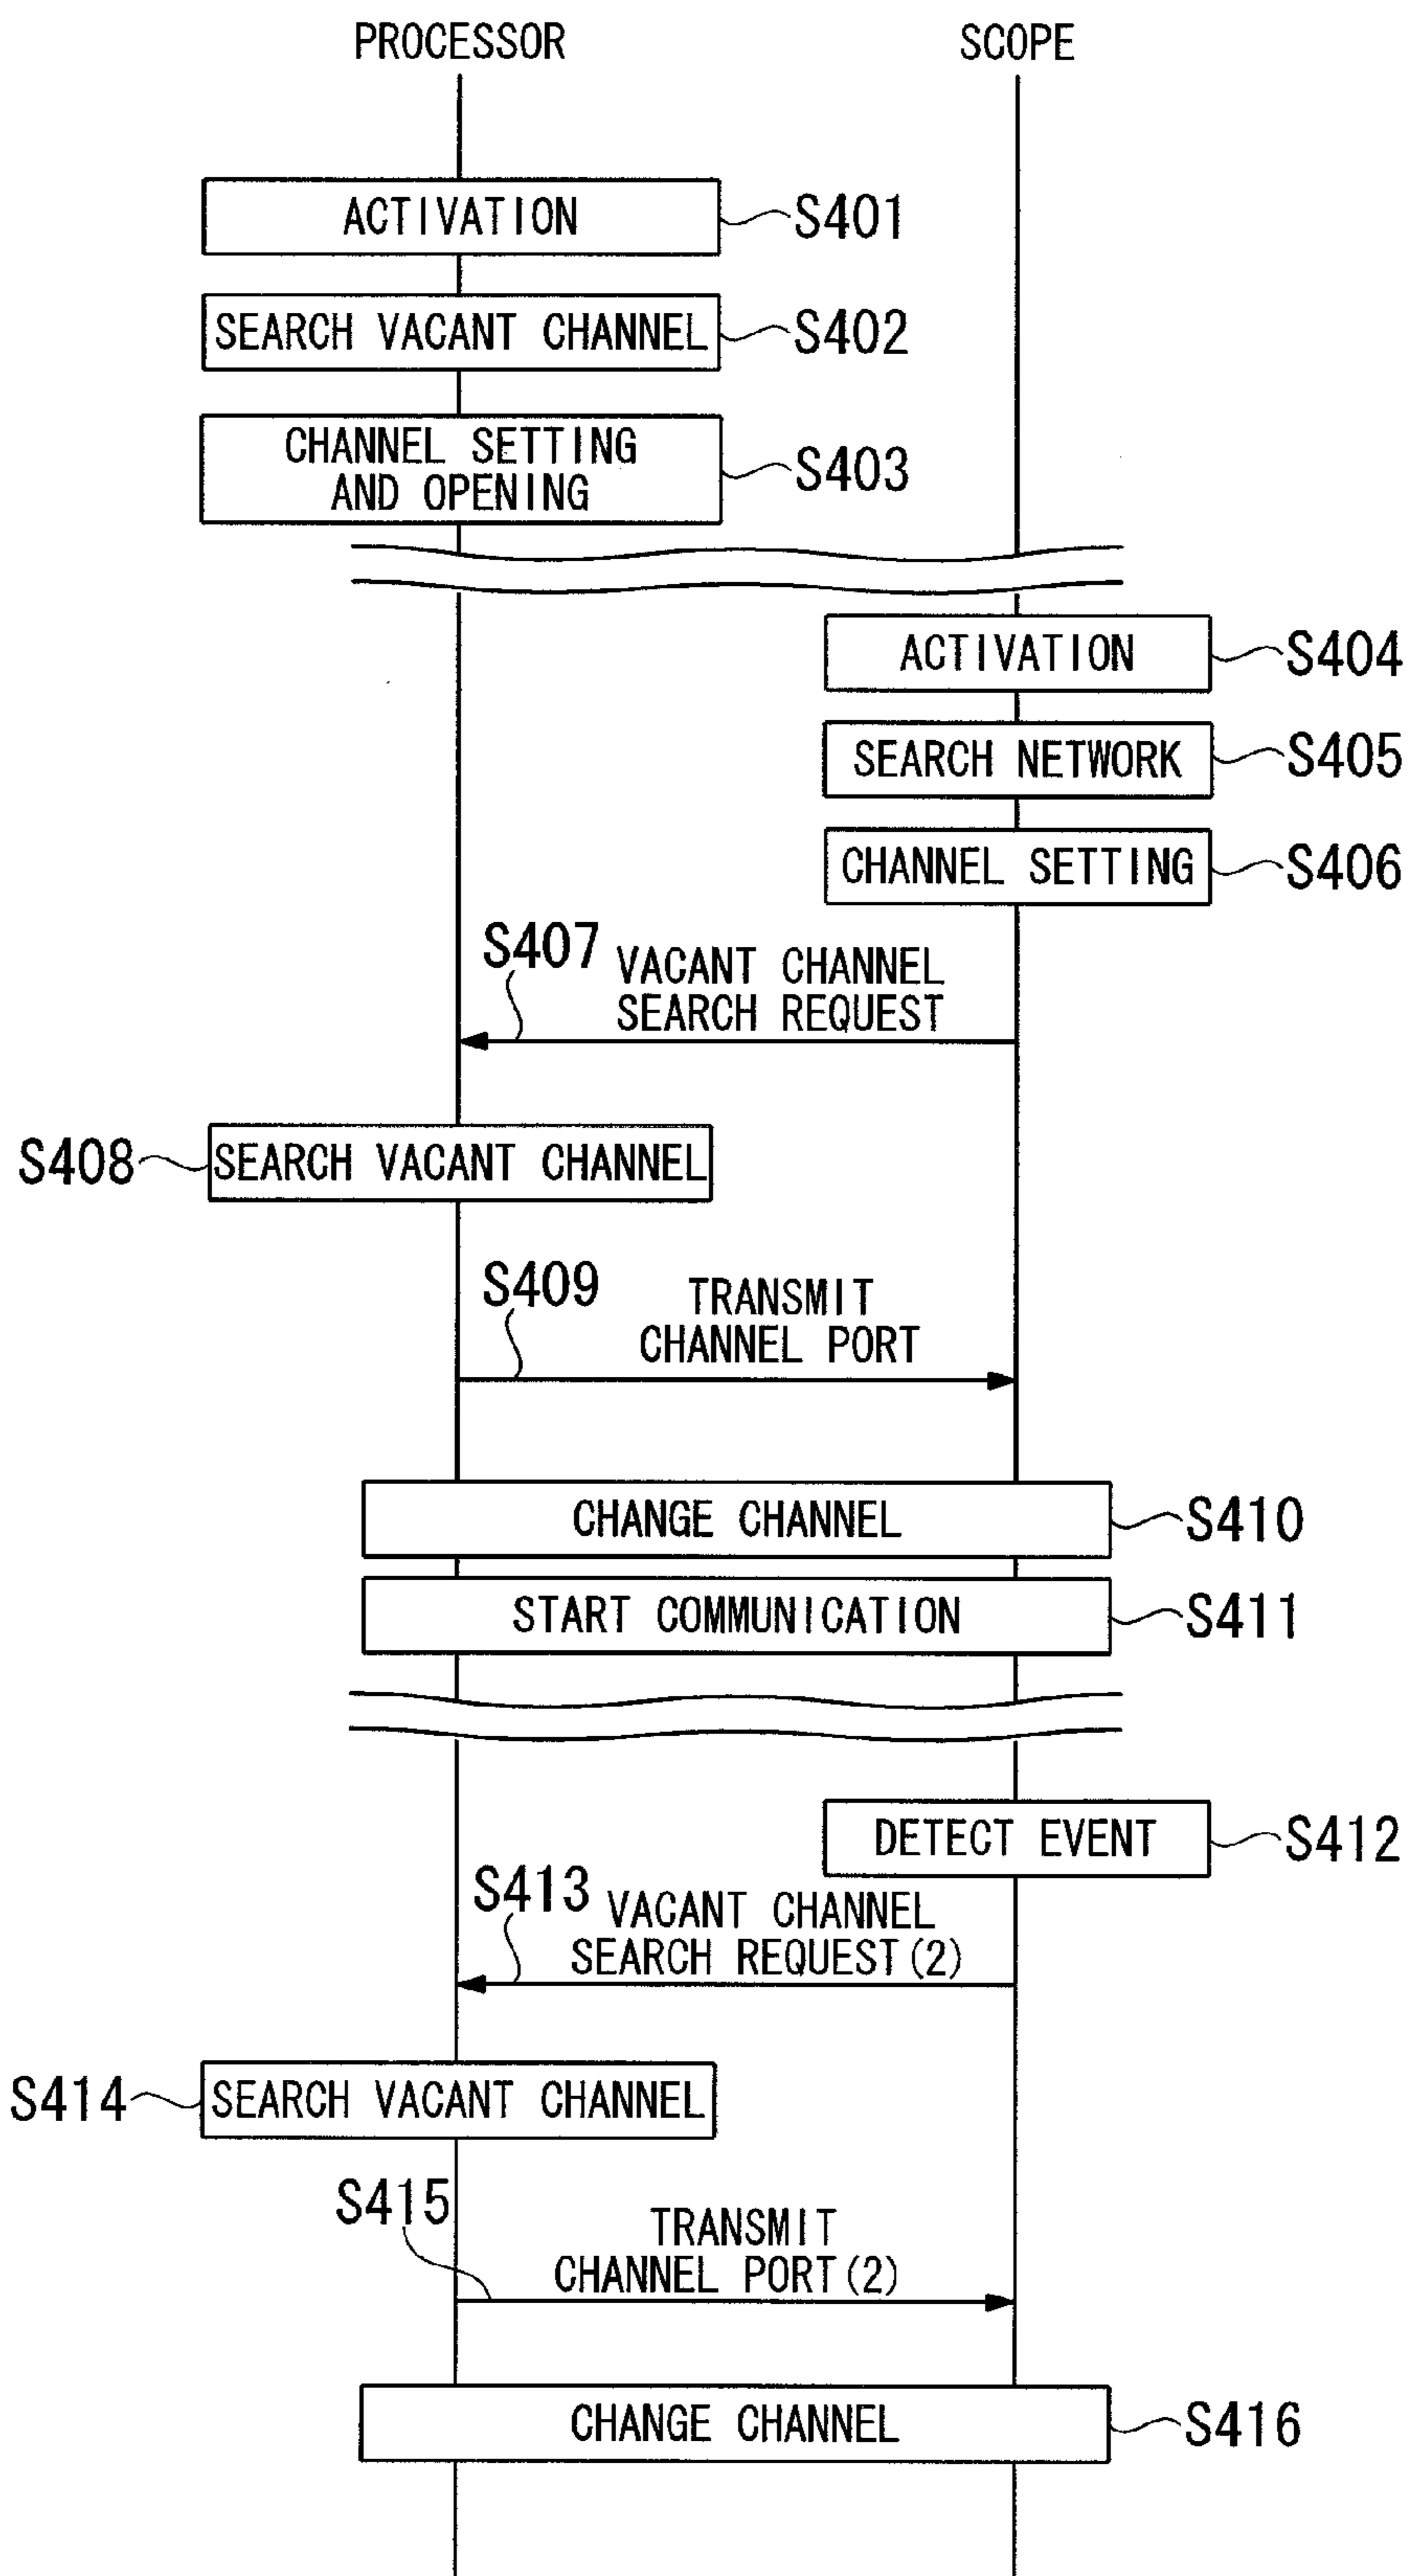 PROCESSOR
SCOPE
ACTIVATION
S401
SEARCH VACANT CHANNEL
S402
CHANNEL SETTING
AND OPENING
S403
ACTIVATION
S404
SEARCH NETWORK
S405
CHANNEL SETTING
S406
S407
VACANT CHANNEL
SEARCH REQUEST
S408
SEARCH VACANT CHANNEL
S409
TRANSMIT
CHANNEL PORT
CHANGE CHANNEL
S410
START COMMUNICATION
S411
DETECT EVENT
S412
S413
VACANT CHANNEL
SEARCH REQUEST(2)
S414
SEARCH VACANT CHANNEL
S415
TRANSMIT
CHANNEL PORT(2)
CHANGE CHANNEL
S416